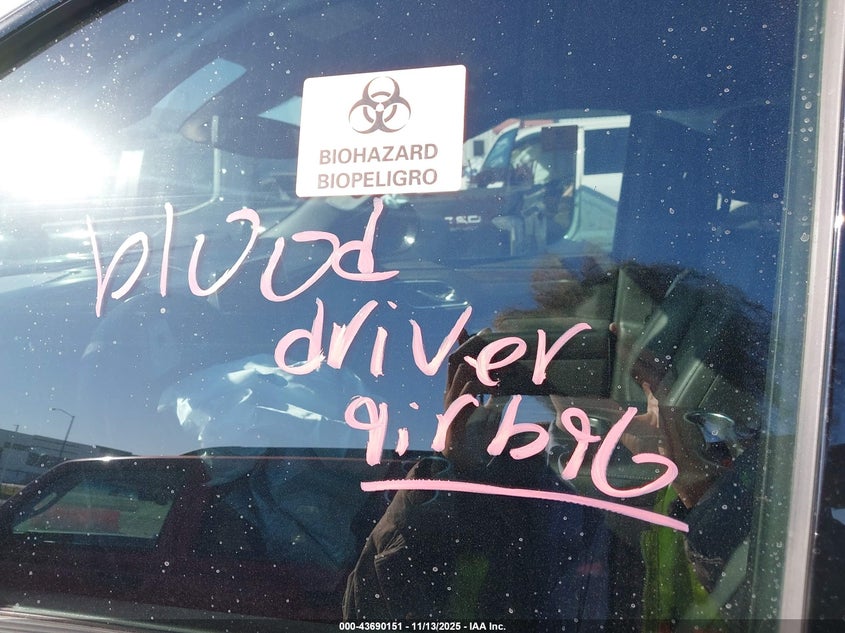 BIOHAZARD
BIOPELIGRO
blood
driver
airbaG
000-43690151 - 11/13/2025 - IAA Inc.